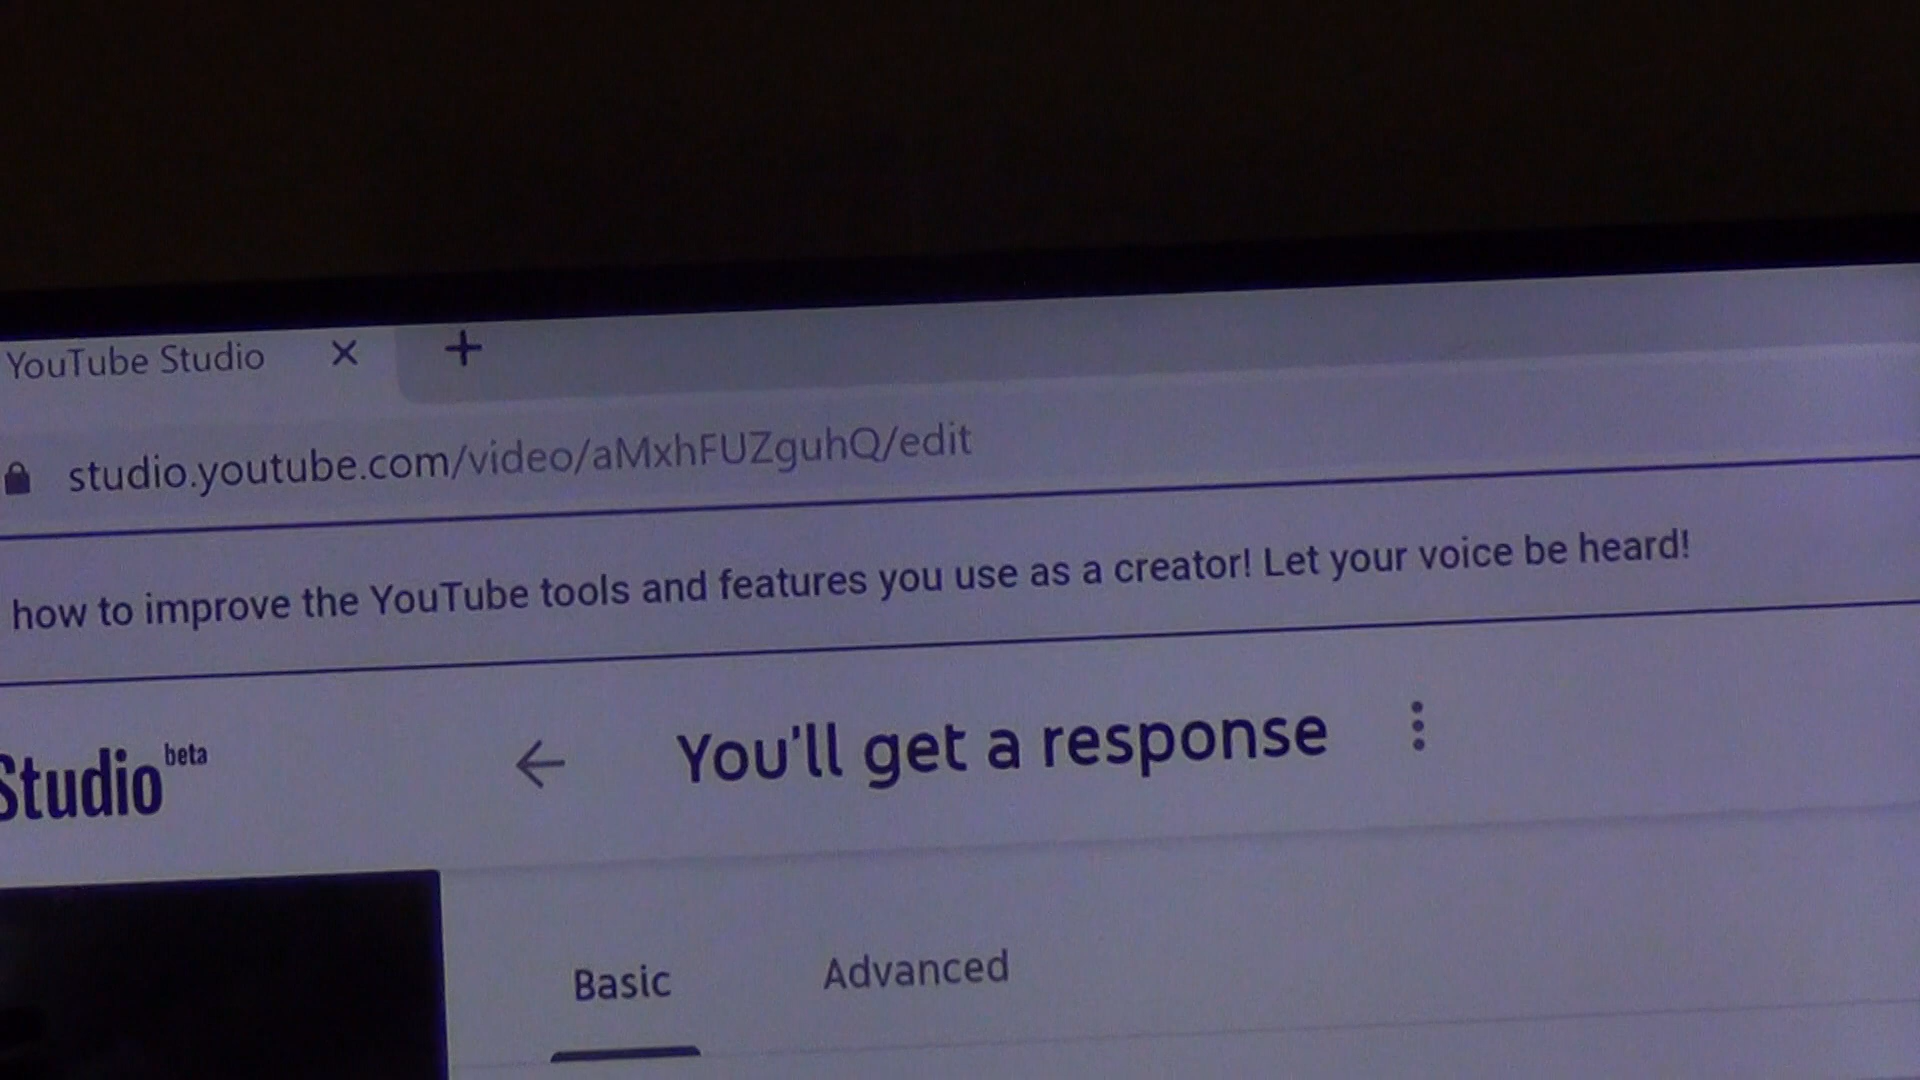 YouTube Studio
studio.youtube.com/video/aMxhFUZguhQ/edit
how to improve the YouTube tools and features you use as a creator! Let your voice be heard!
Studio beta
You'll get a response
Basic Advanced